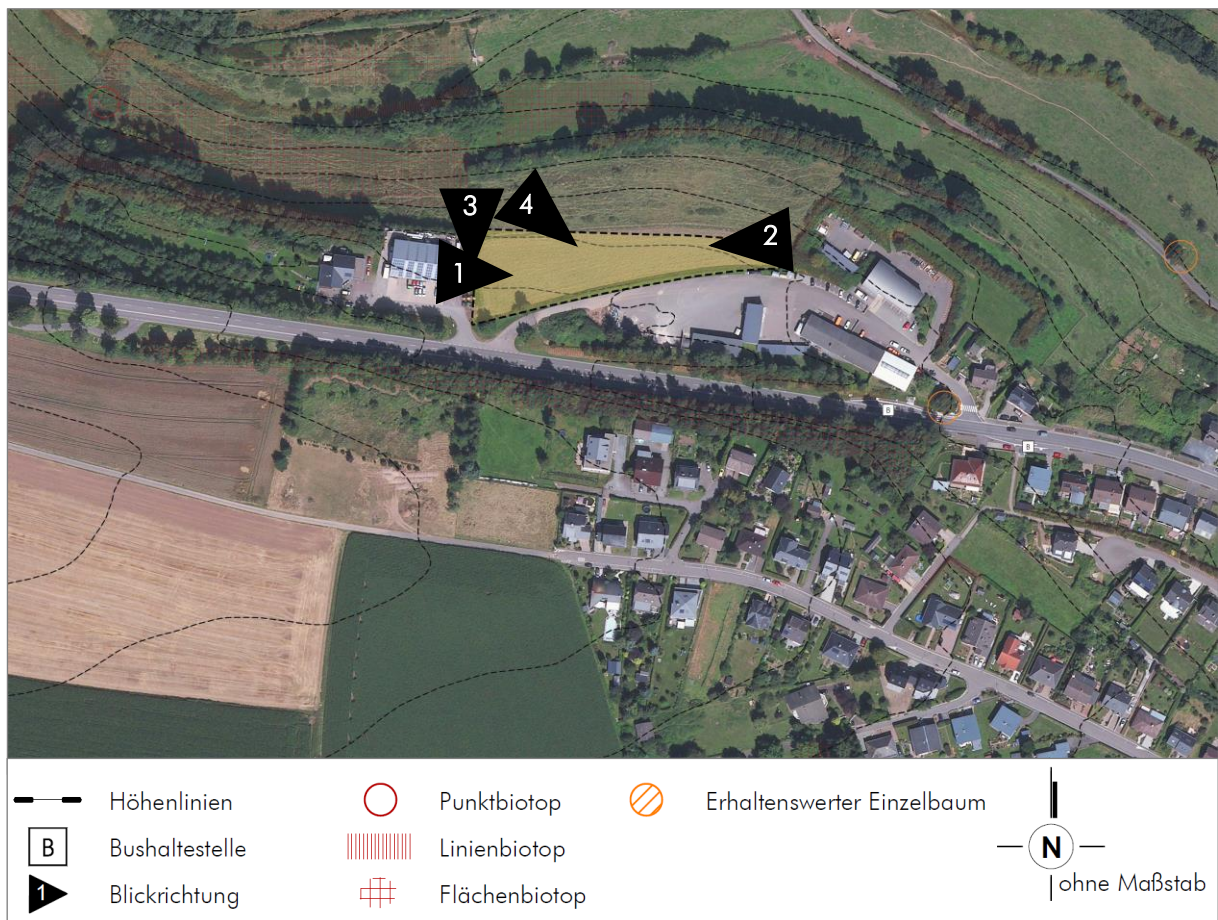 3
4
2
1
B
B
Höhenlinien
Punktbiotop
Erhaltenswerter Einzelbaum
B
Bushaltestelle
Linienbiotop
N
1
Blickrichtung
Flächenbiotop
ohne Maßstab